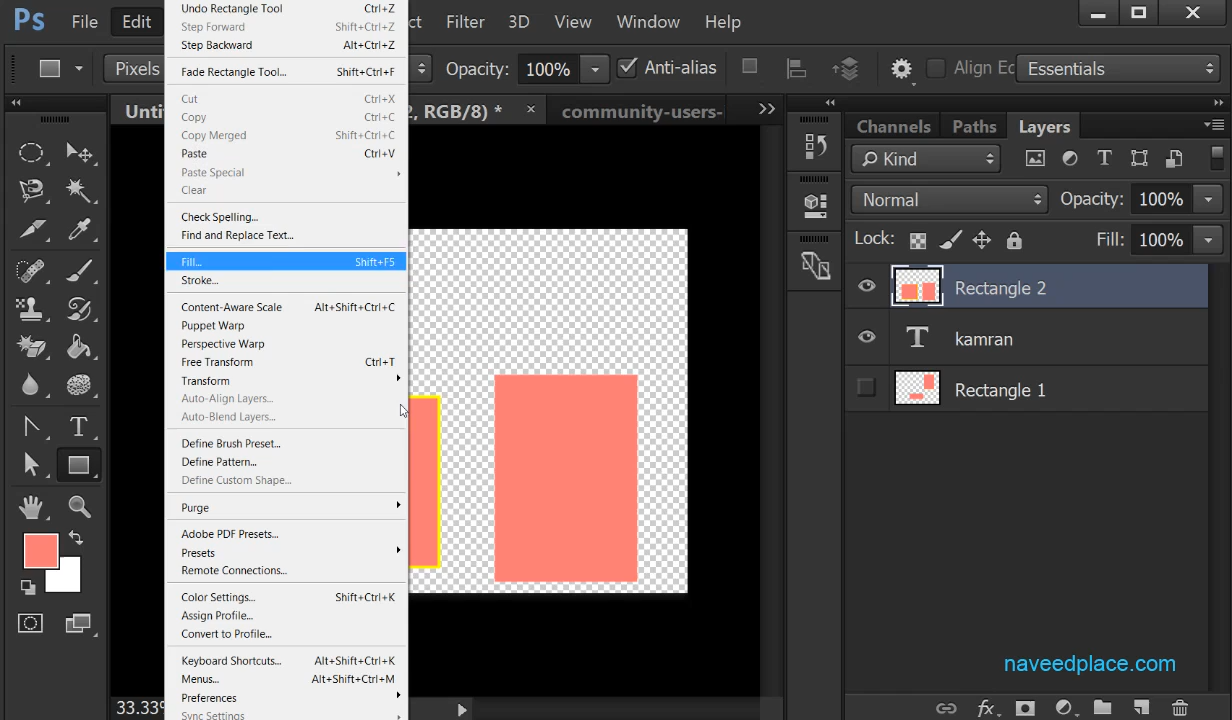 Ps File Edit ct Filter 3D View Window Help
Pixels Opacity: 100% Anti-alias Align Ec Essentials
Untit 2, RGB/8) * × community-users- »
Undo Rectangle Tool Ctrl+Z
Step Forward Shift+Ctrl+Z
Step Backward Alt+Ctrl+Z
Fade Rectangle Tool... Shift+Ctrl+F
Cut Ctrl+X
Copy Ctrl+C
Copy Merged Shift+Ctrl+C
Paste Ctrl+V
Paste Special
Clear
Check Spelling...
Find and Replace Text...
Fill... Shift+F5
Stroke...
Content-Aware Scale Alt+Shift+Ctrl+C
Puppet Warp
Perspective Warp
Free Transform Ctrl+T
Transform
Auto-Align Layers...
Auto-Blend Layers...
Define Brush Preset...
Define Pattern...
Define Custom Shape...
Purge
Adobe PDF Presets...
Presets
Remote Connections...
Color Settings... Shift+Ctrl+K
Assign Profile...
Convert to Profile...
Keyboard Shortcuts... Alt+Shift+Ctrl+K
Menus... Alt+Shift+Ctrl+M
Preferences
Sync Settings
33.33%
Channels Paths Layers
Kind
Normal Opacity: 100%
Lock: Fill: 100%
Rectangle 2
T kamran
Rectangle 1
naveedplace.com
fx